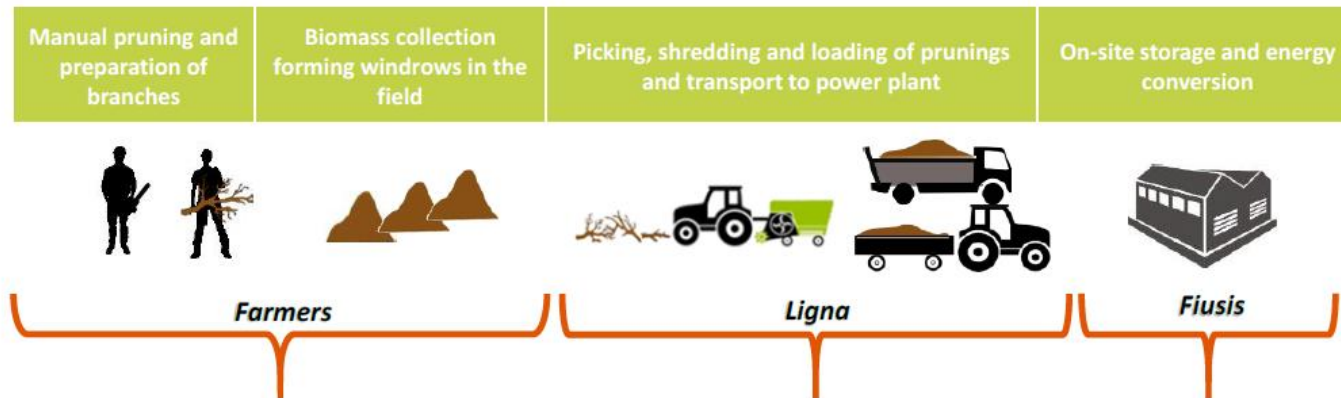 Manual pruning and
preparation of
branches
Biomass collection
forming windrows in the
field
Picking, shredding and loading of prunings
and transport to power plant
On-site storage and energy
conversion
Farmers
Ligna
Fiusis